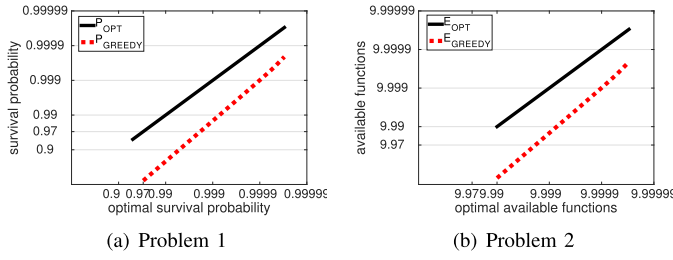 0.99999
0.9999
0.999
0.99
0.97
0.9
survival probability
P_OPT
P_GREEDY
0.9 0.970.99 0.999 0.9999 0.99999
optimal survival probability
(a) Problem 1
9.99999
9.9999
9.999
9.99
9.97
available functions
E_OPT
E_GREEDY
9.979.99 9.999 9.9999 9.9999
optimal available functions
(b) Problem 2